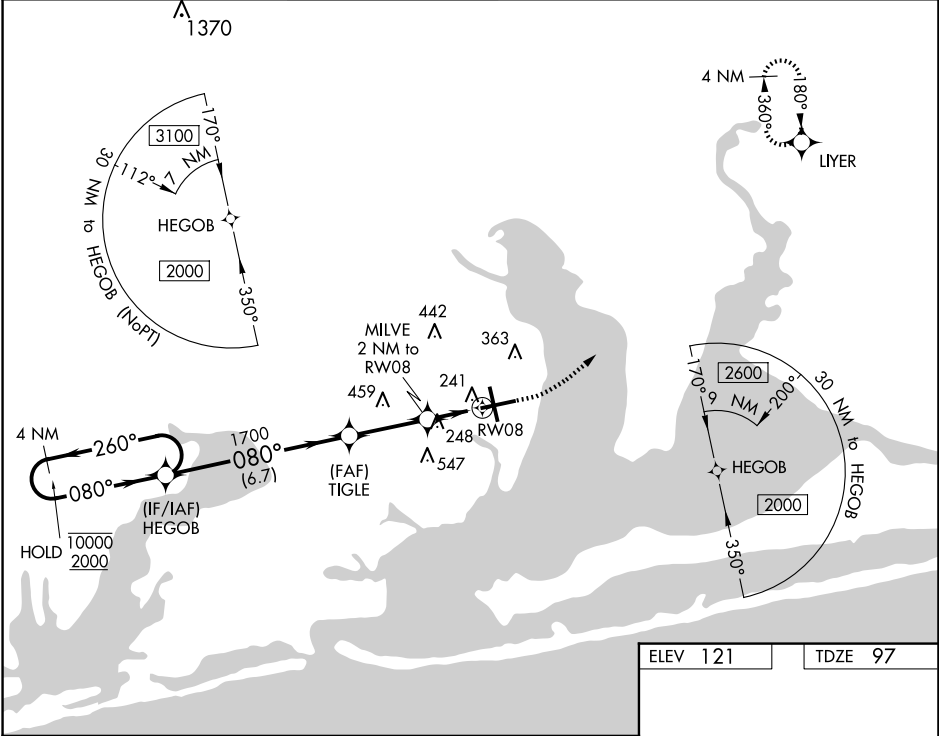 1370
3100
170°
112°
7 NM
30 NM to HEGOB (NoPT)
HEGOB
2000
350°
4 NM
360°
180°
LIYER
442
MILVE
2 NM to
RW08
363
459
241
248
RW08
547
4 NM
260°
080°
1700
080°
(6.7)
(FAF)
TIGLE
(IF/IAF)
HEGOB
HOLD
10000
2000
170°
2600
9 NM
200°
30 NM to HEGOB
HEGOB
2000
350°
ELEV 121
TDZE 97